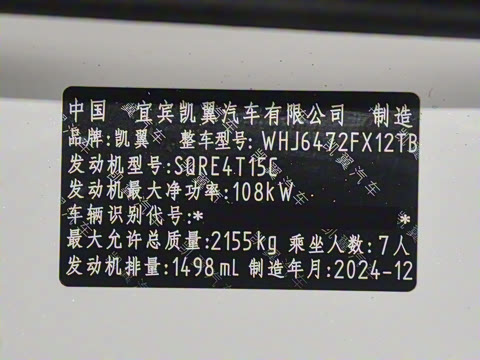 中国 宜宾凯翼汽车有限公司 制造
品牌:凯翼 整车型号:WHJ6472FX12TB
发动机型号:SQRE4T15C
发动机最大净功率:108kW
车辆识别代号:* *
最大允许总质量:2155kg 乘坐人数:7人
发动机排量:1498mL 制造年月:2024-12